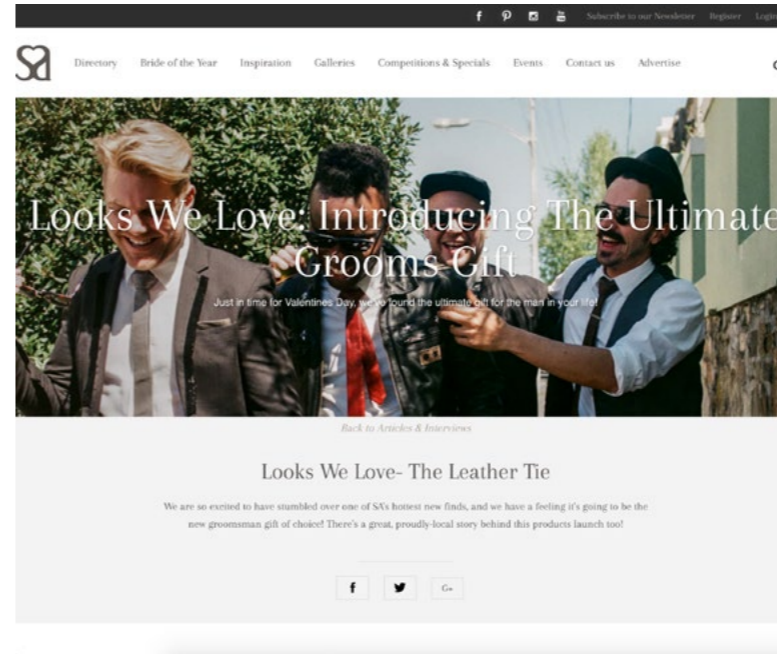 Subscribe to our Newsletter Register Login
Sa
Directory Bride of the Year Inspiration Galleries Competitions & Specials Events Contact us Advertise
Looks We Love: Introducing The Ultimate
Grooms Gift
Just in time for Valentines Day, we've found the ultimate gift for the man in your life!
Back to Articles & Interviews
Looks We Love- The Leather Tie
We are so excited to have stumbled over one of SA's hottest new finds, and we have a feeling it's going to be the
new groomsman gift of choice! There's a great, proudly-local story behind this products launch too!
G+